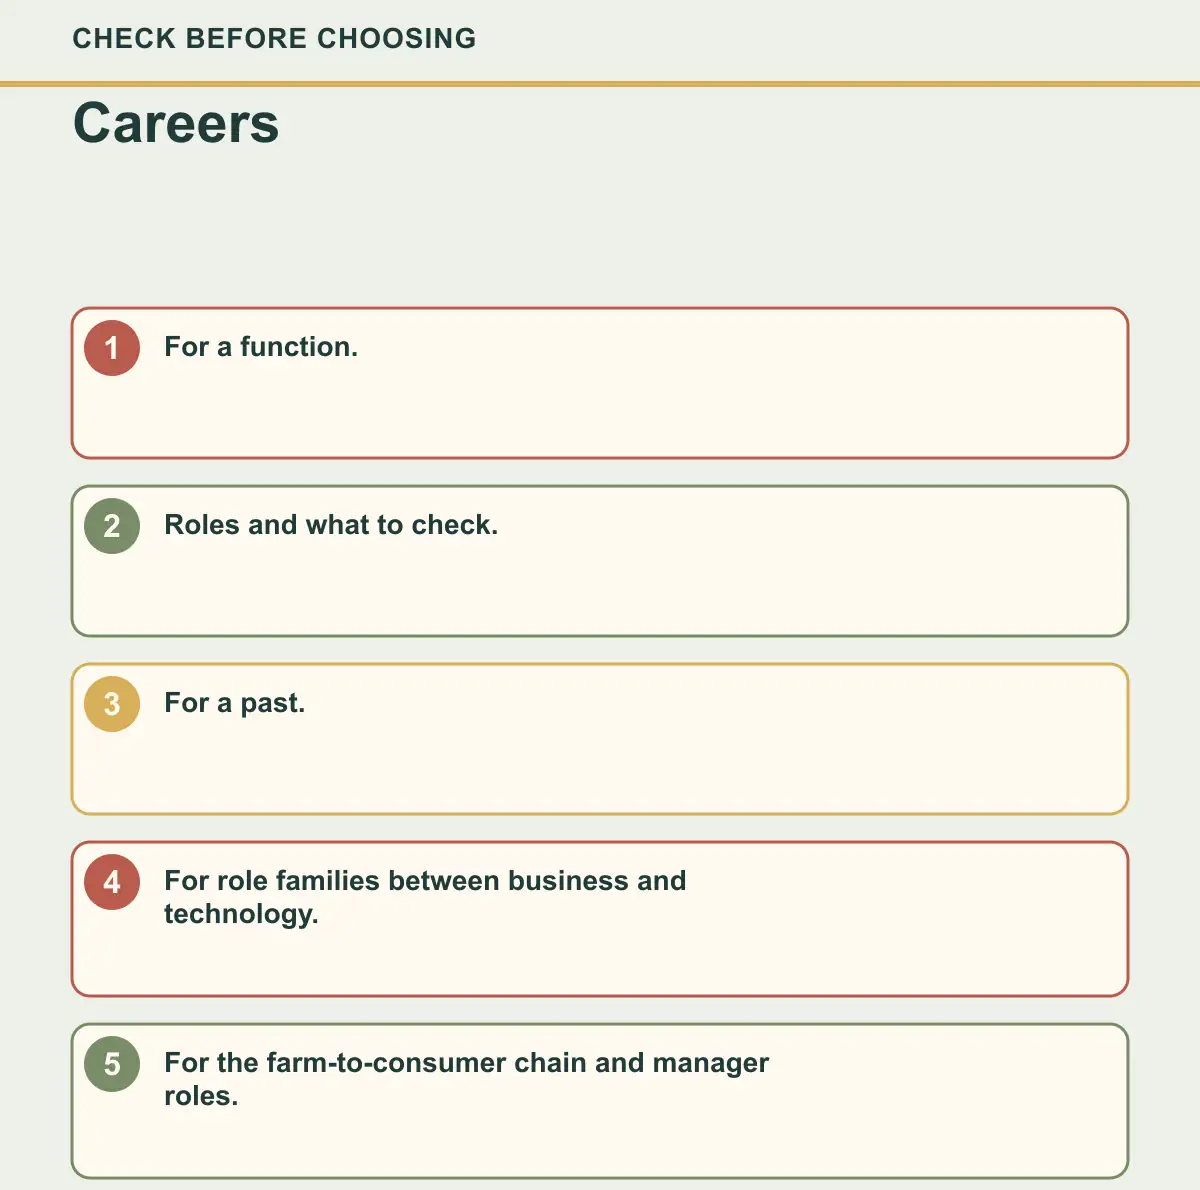 CHECK BEFORE CHOOSING
Careers
1 For a function.
2 Roles and what to check.
3 For a past.
4 For role families between business and
technology.
5 For the farm-to-consumer chain and manager
roles.